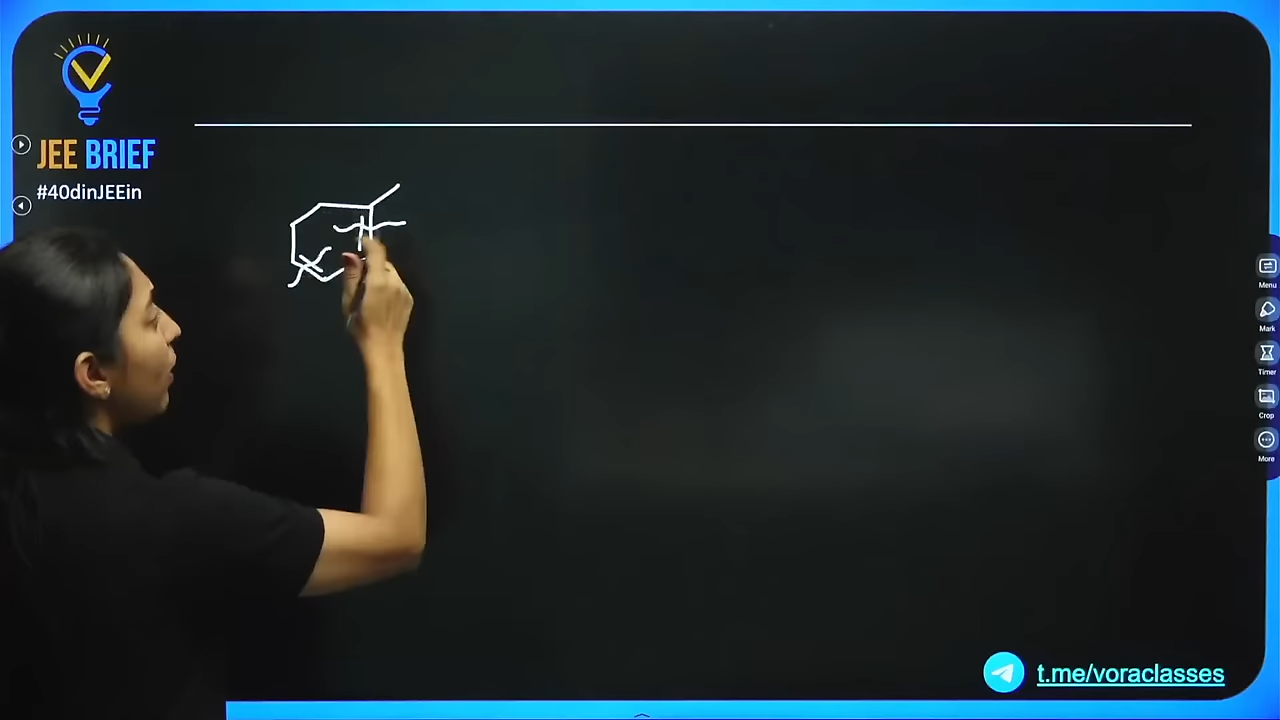 JEE BRIEF
#40dinJEEin
Menu
Mark
Timer
Crop
More
t.me/voraclasses